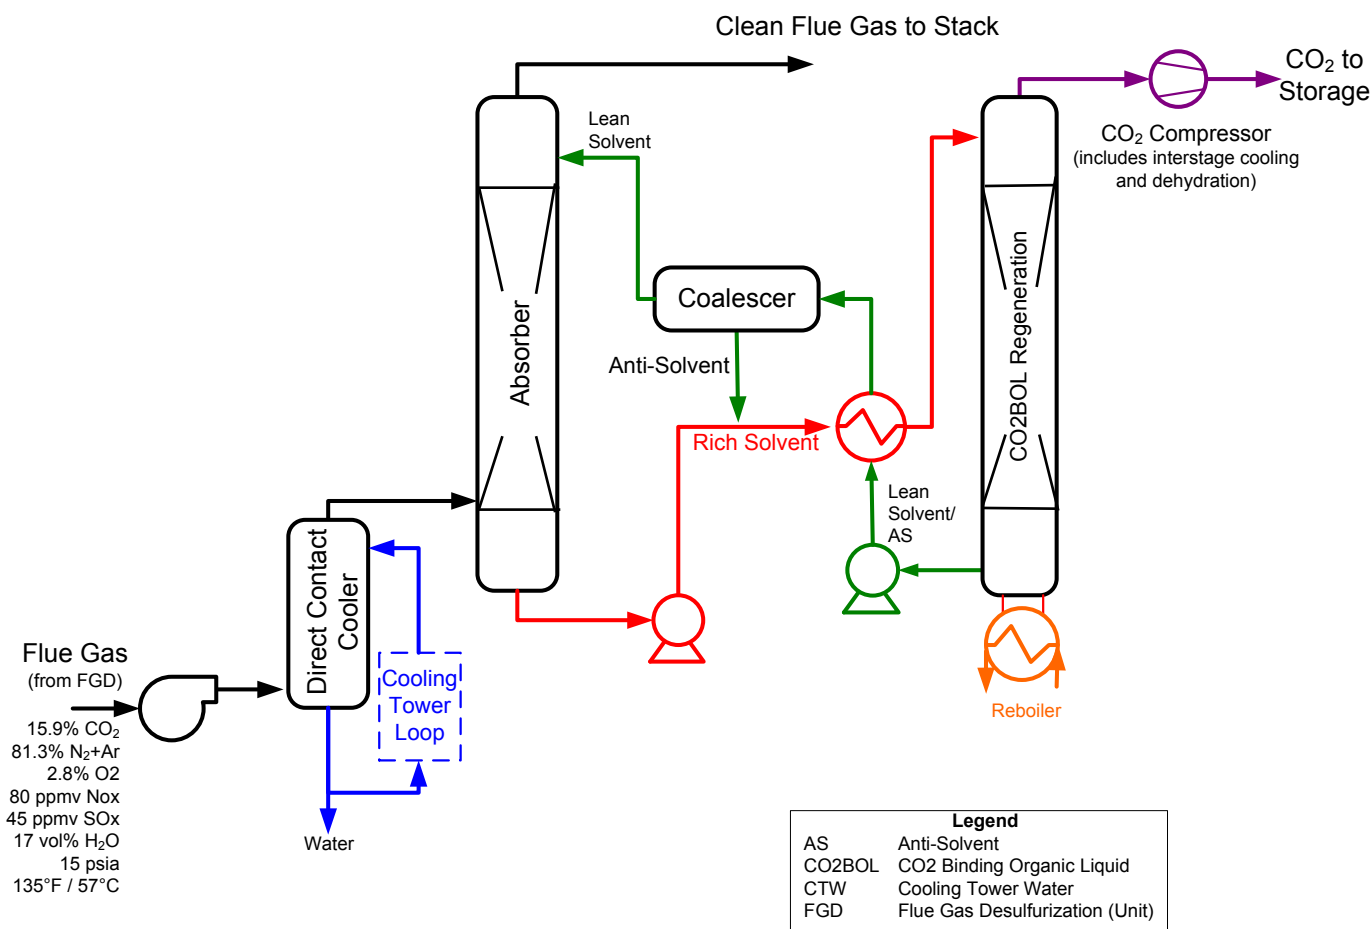 Clean Flue Gas to Stack
CO₂ to
Storage
CO₂ Compressor
(includes interstage cooling
and dehydration)
Lean
Solvent
Absorber
Coalescer
Anti-Solvent
Rich Solvent
CO2BOL Regeneration
Lean
Solvent/
AS
Direct Contact
Cooler
Cooling
Tower
Loop
Reboiler
Flue Gas
(from FGD)
15.9% CO₂
81.3% N₂+Ar
2.8% O2
80 ppmv Nox
45 ppmv SOx
17 vol% H₂O
15 psia
135°F / 57°C
Water
Legend
AS Anti-Solvent
CO2BOL CO2 Binding Organic Liquid
CTW Cooling Tower Water
FGD Flue Gas Desulfurization (Unit)